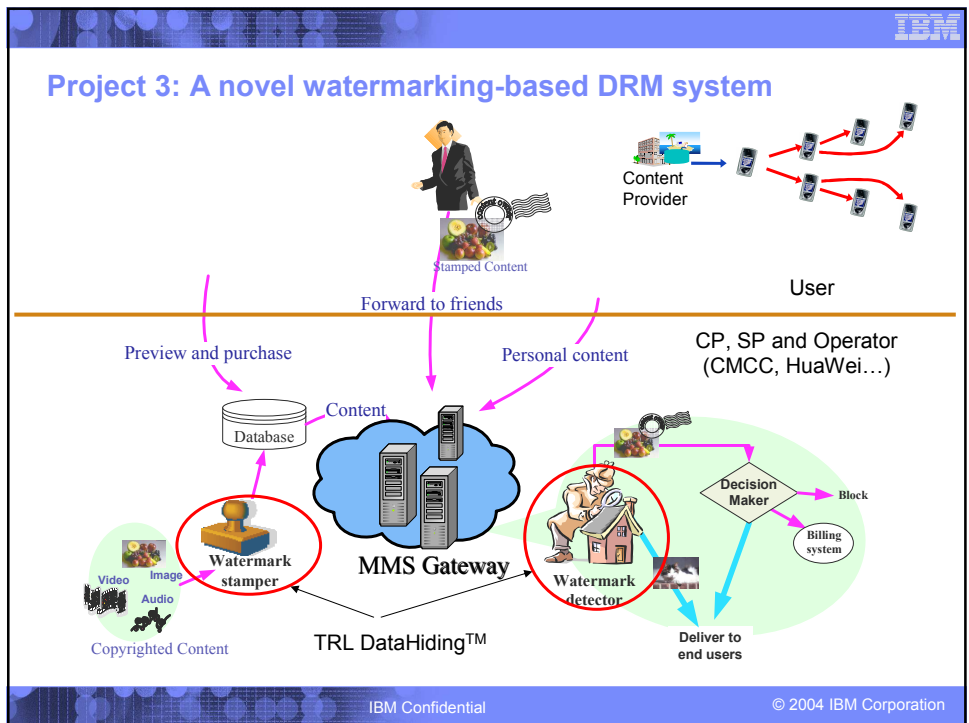 IBM
Project 3: A novel watermarking-based DRM system
content owner
Stamped Content
Content
Provider
User
Forward to friends
Preview and purchase
Personal content
CP, SP and Operator
(CMCC, HuaWei…)
Content
Database
MMS Gateway
Watermark
stamper
Video
Image
Audio
Copyrighted Content
Watermark
detector
Decision
Maker
Block
Billing
system
Deliver to
end users
TRL DataHiding™
IBM Confidential
© 2004 IBM Corporation